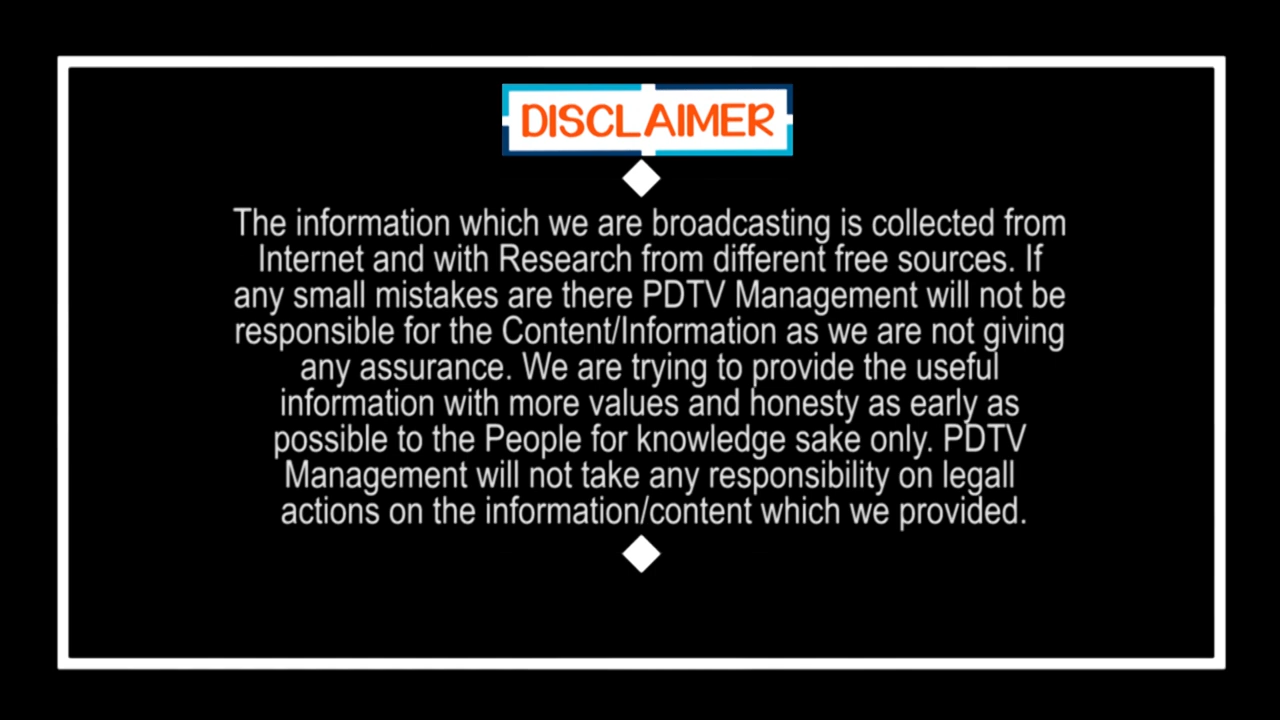 DISCLAIMER
The information which we are broadcasting is collected from
Internet and with Research from different free sources. If
any small mistakes are there PDTV Management will not be
responsible for the Content/Information as we are not giving
any assurance. We are trying to provide the useful
information with more values and honesty as early as
possible to the People for knowledge sake only. PDTV
Management will not take any responsibility on legall
actions on the information/content which we provided.